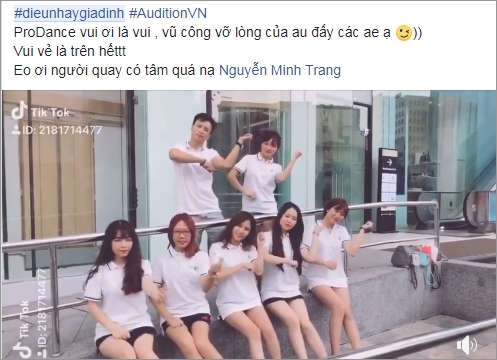 #dieunhaygiadinh #AuditionVN
ProDance vui ơi là vui , vũ công vỡ lòng của au đấy các ae ạ 😉))
Vui vẻ là trên hếttt
Eo ơi người quay có tâm quá nạ Nguyễn Minh Trang
Tik Tok
ID: 2181714477
Tik Tok
ID: 2181714477